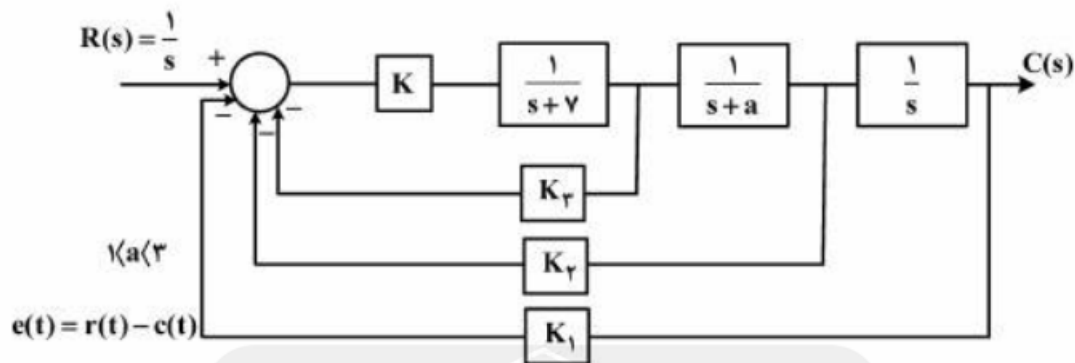 R(s) = ۱/s
+
−
−
−
K
۱/(s+۷)
۱/(s+a)
۱/s
C(s)
K۳
۱⟨a⟨۳
K۲
e(t) = r(t) − c(t)
K۱